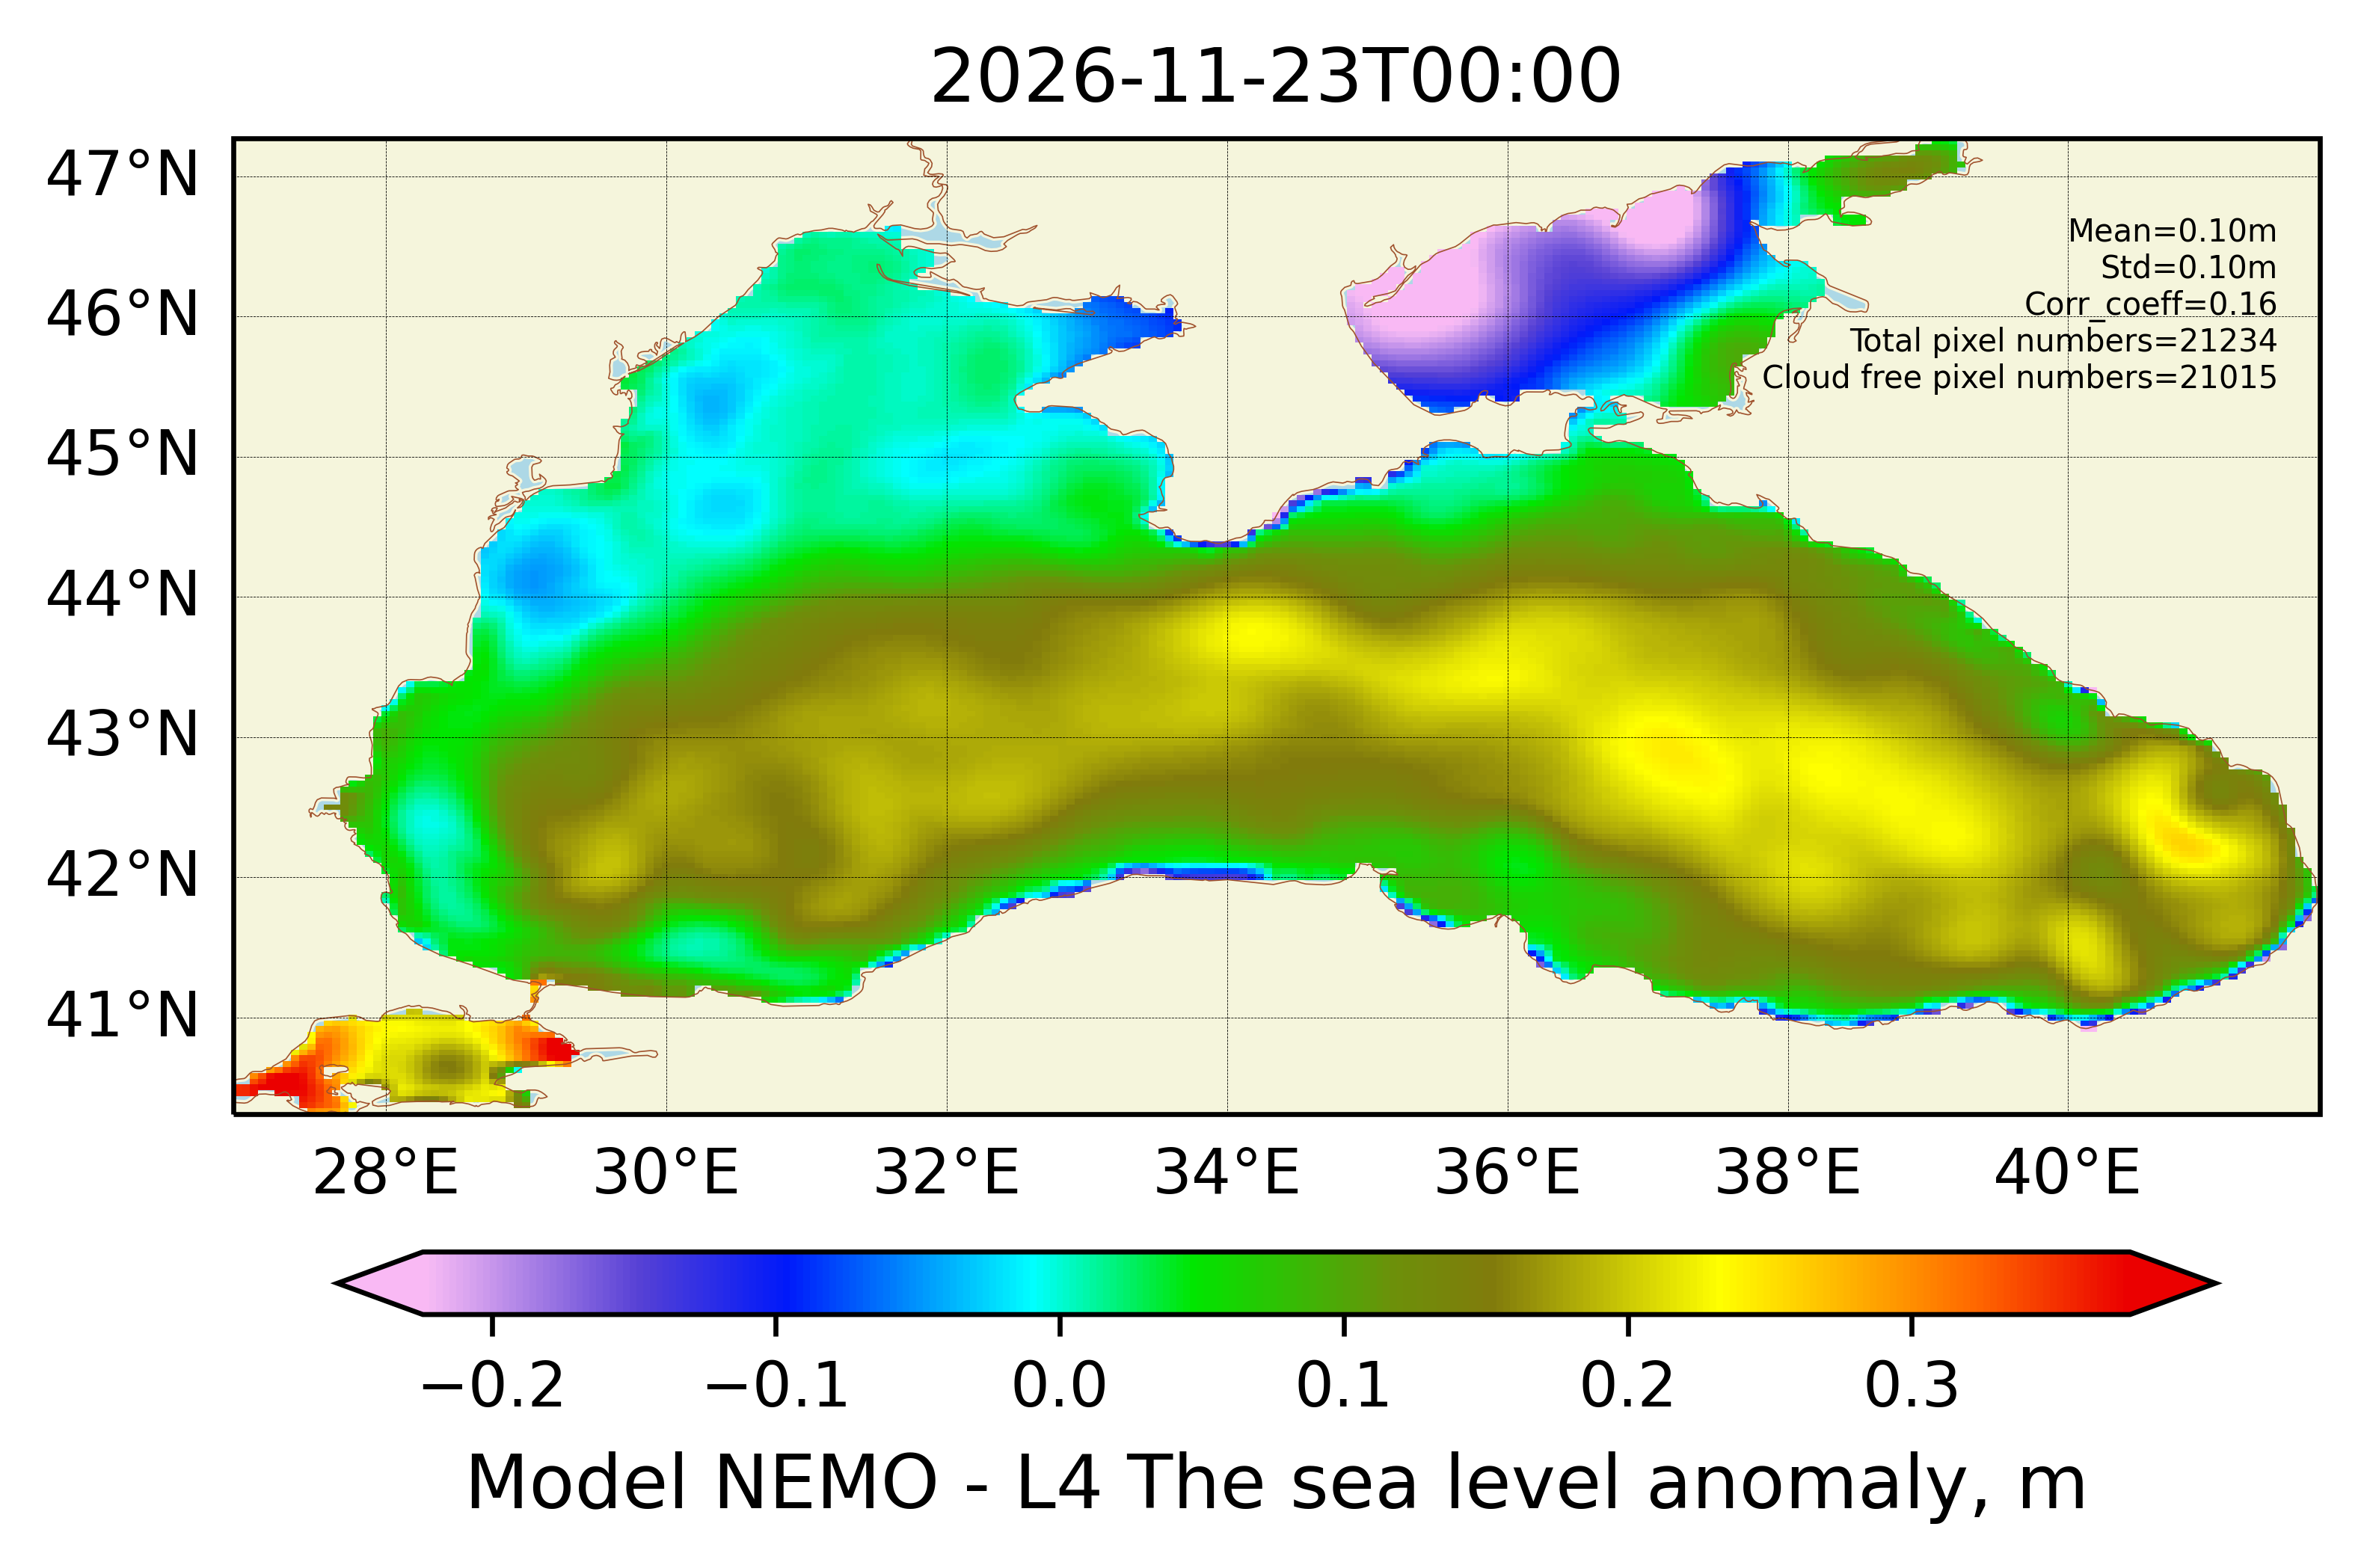 2026-11-23T00:00
47°N
46°N
45°N
44°N
43°N
42°N
41°N
Mean=0.10m
Std=0.10m
Corr_coeff=0.16
Total pixel numbers=21234
Cloud free pixel numbers=21015
28°E 30°E 32°E 34°E 36°E 38°E 40°E
−0.2 −0.1 0.0 0.1 0.2 0.3
Model NEMO - L4 The sea level anomaly, m